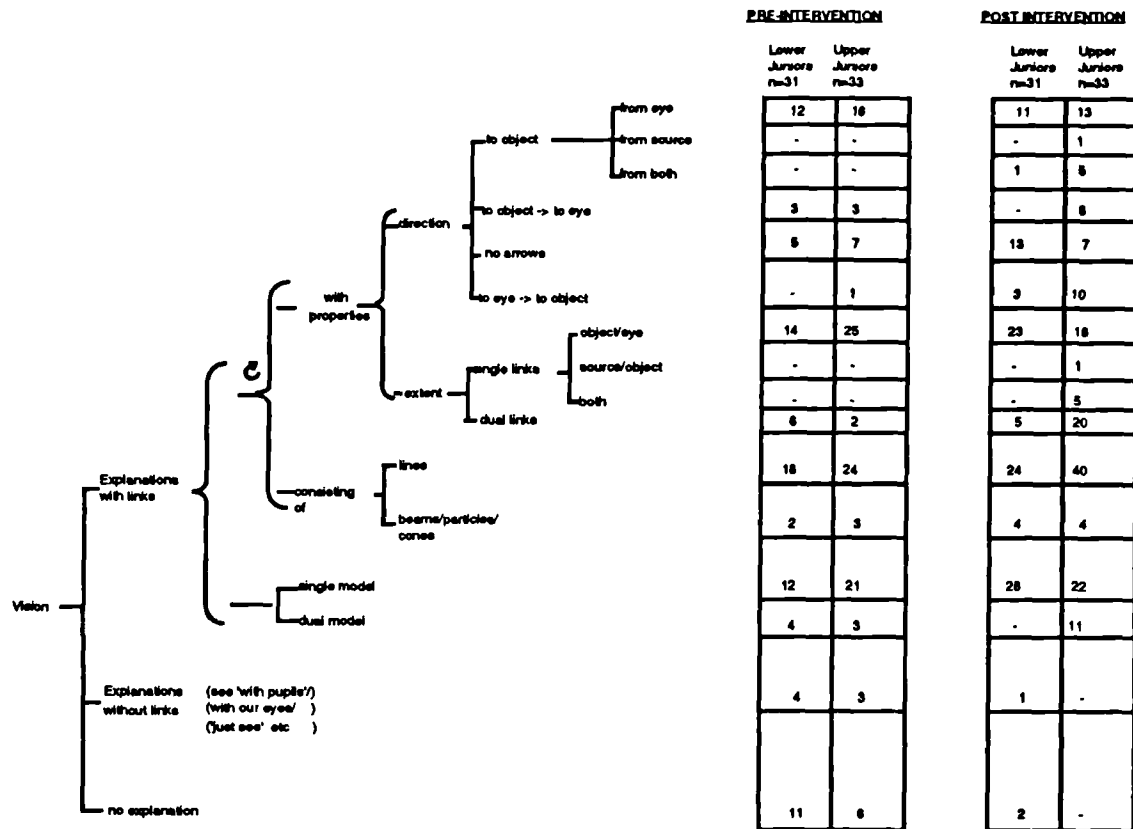 PRE-INTERVENTION POST INTERVENTION
Lower Upper Lower Upper
Juniors Juniors Juniors Juniors
n=31 n=33 n=31 n=33
from eye 12 16 11 13
to object from source - - - 1
from both - - 1 5
to object -> to eye 3 3 - 8
direction
no arrows 5 7 13 7
with
properties
to eye -> to object - 1 3 10
object/eye 14 25 23 18
single links source/object - - - 1
extent both - - - 5
dual links 6 2 5 20
lines 18 24 24 40
Explanations
with links
consisting
of
beams/particles/
cones 2 3 4 4
single model 12 21 28 22
Vision
dual model 4 3 - 11
Explanations (see 'with pupils'/)
without links (with our eyes/ ) 4 3 1 -
('just see' etc )
no explanation 11 6 2 -